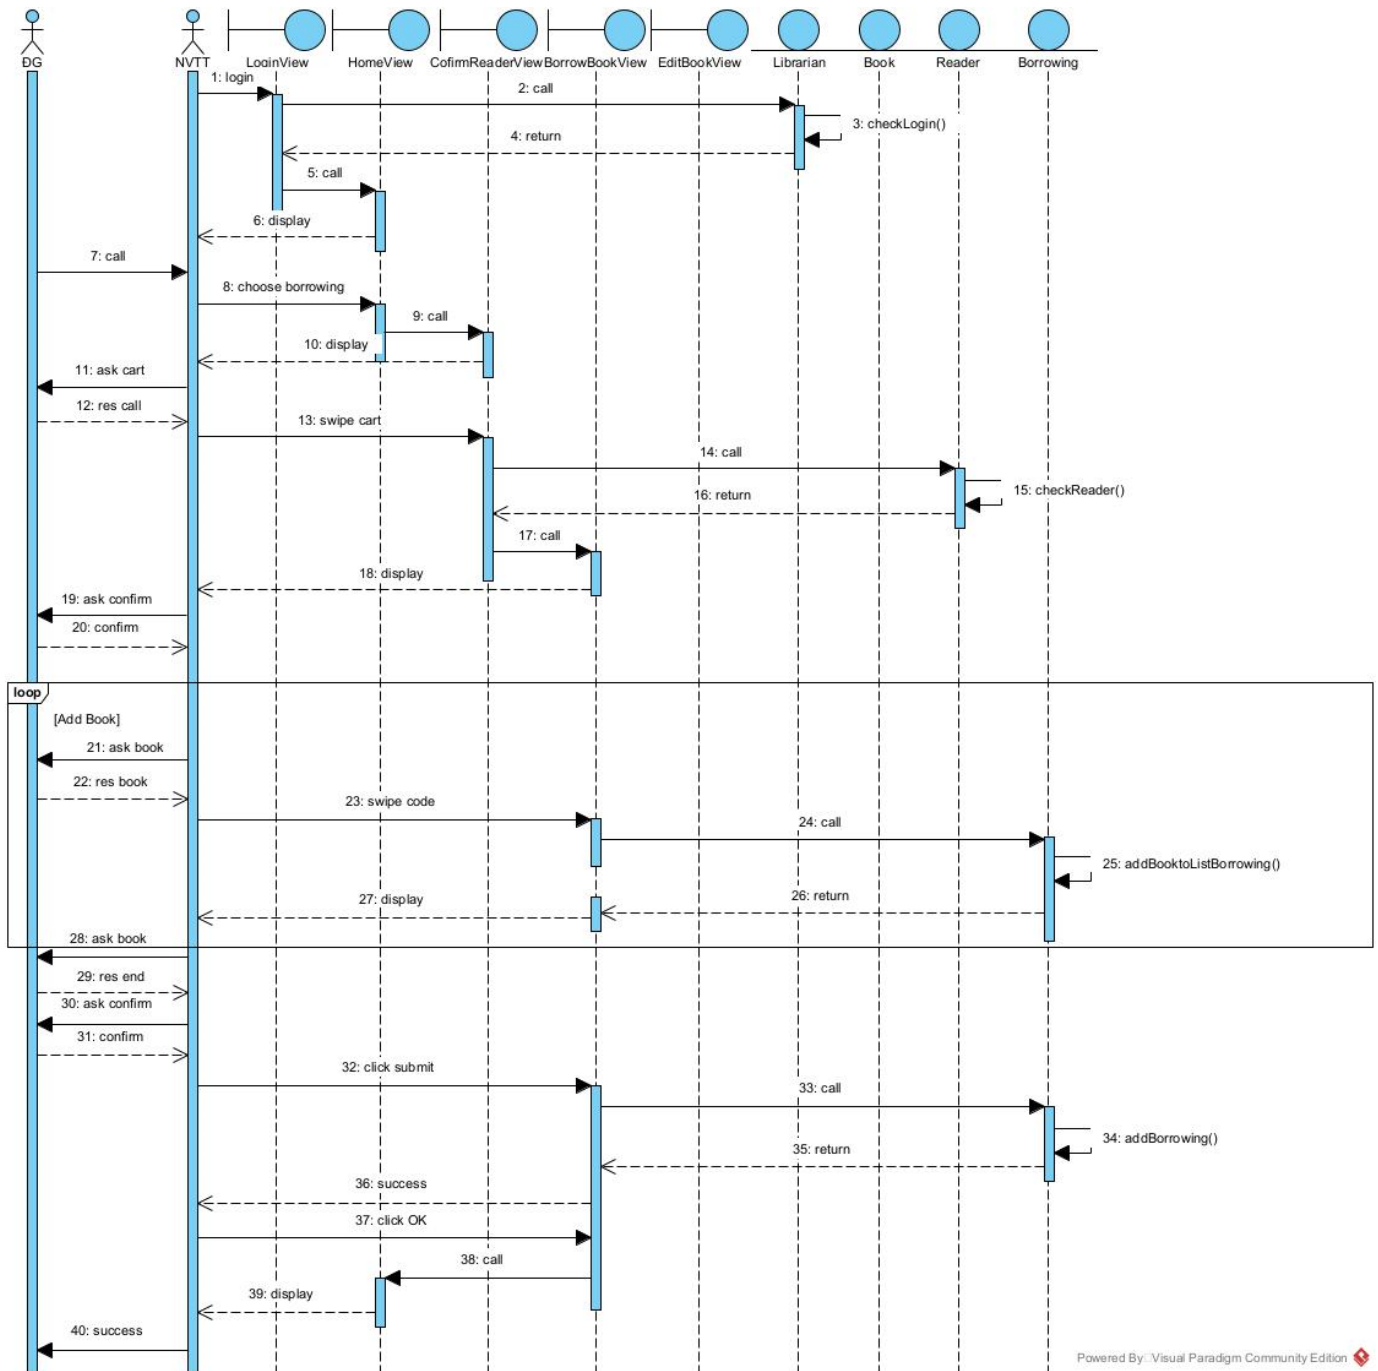 ĐG NVTT LoginView HomeView CofirmReaderView BorrowBookView EditBookView Librarian Book Reader Borrowing
1: login
2: call
3: checkLogin()
4: return
5: call
6: display
7: call
8: choose borrowing
9: call
10: display
11: ask cart
12: res call
13: swipe cart
14: call
15: checkReader()
16: return
17: call
18: display
19: ask confirm
20: confirm
loop
[Add Book]
21: ask book
22: res book
23: swipe code
24: call
25: addBooktoListBorrowing()
26: return
27: display
28: ask book
29: res end
30: ask confirm
31: confirm
32: click submit
33: call
34: addBorrowing()
35: return
36: success
37: click OK
38: call
39: display
40: success
Powered By Visual Paradigm Community Edition